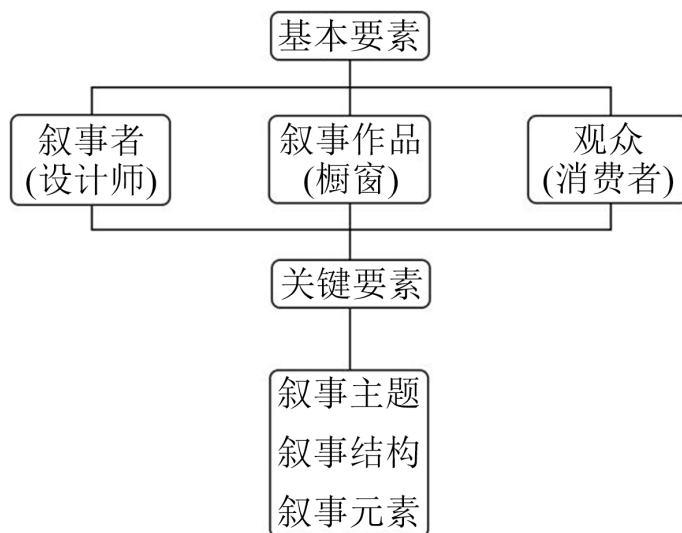 基本要素
叙事者
(设计师)
叙事作品
(橱窗)
观众
(消费者)
关键要素
叙事主题
叙事结构
叙事元素